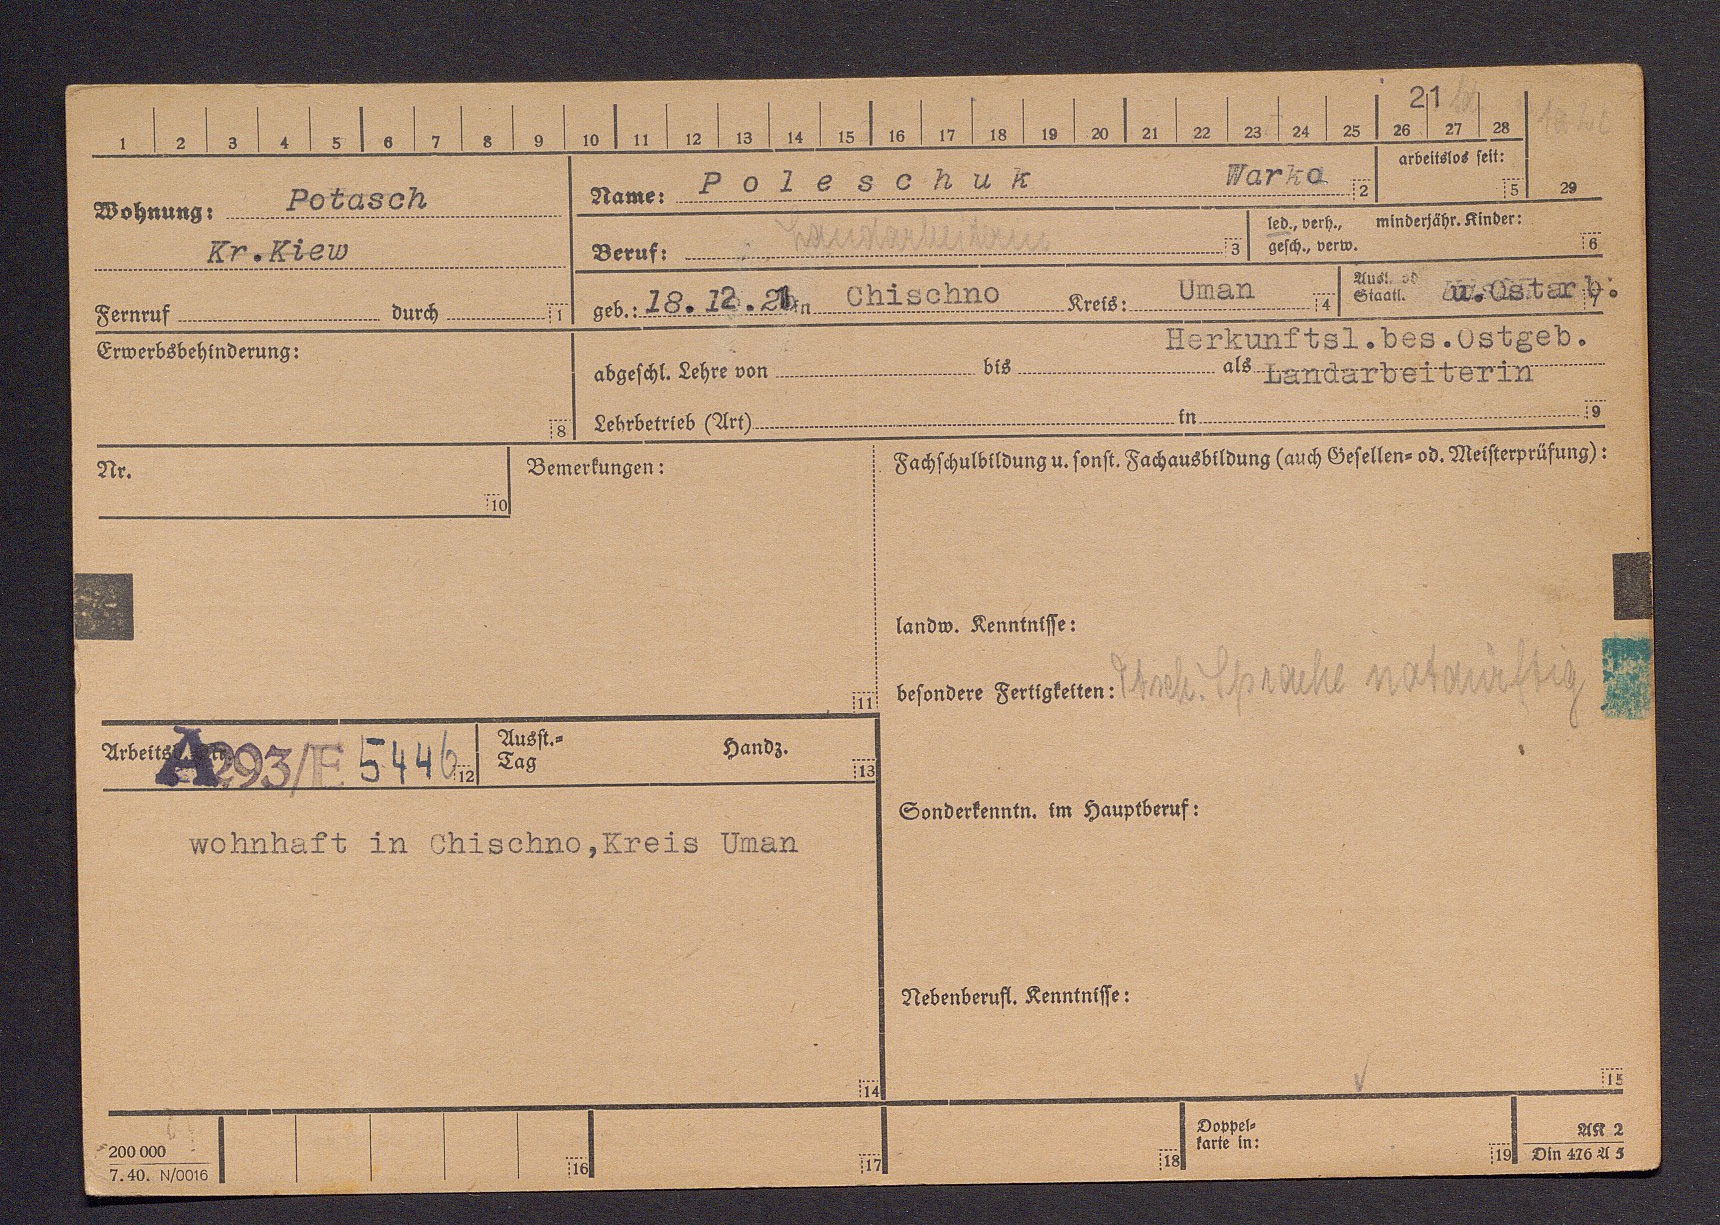 21
1 2 3 4 5 6 7 8 9 10 11 12 13 14 15 16 17 18 19 20 21 22 23 24 25 26 27 28
29
Wohnung: Potasch
Kr.Kiew
Fernruf durch 1
Name: Poleschuk Warka 2
arbeitslos seit: 5
Beruf: Landarbeiterin 3
led., verh., minderjähr. Kinder:
gesch., verw. 6
geb.: 18.12.21 in Chischno Kreis: Uman 4
Ausl. od
Staatl. u.Ostarb. 7
Erwerbsbehinderung: 8
Herkunftsl.bes.Ostgeb.
abgeschl. Lehre von bis als Landarbeiterin
Lehrbetrieb (Art) in 9
Nr. 10
Bemerkungen: 11
Fachschulbildung u. sonst. Fachausbildung (auch Gesellen= od. Meisterprüfung):
landw. Kenntnisse:
besondere Fertigkeiten: Dtsch. Sprache notdürftig
A 293/E 5446 12
Ausst.=
Tag Handz. 13
wohnhaft in Chischno,Kreis Uman
14
Sonderkenntn. im Hauptberuf:
Nebenberufl. Kenntnisse:
15
200 000
7. 40. N/0016
16 17 18
Doppel=
karte in: 19
AK 2
Din 476 A 5